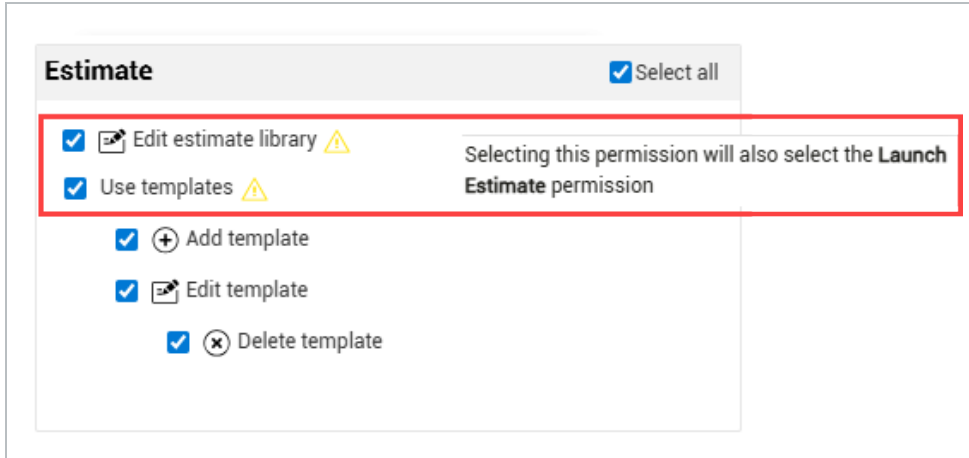 Estimate
Select all
Edit estimate library
Selecting this permission will also select the Launch
Estimate permission
Use templates
Add template
Edit template
Delete template